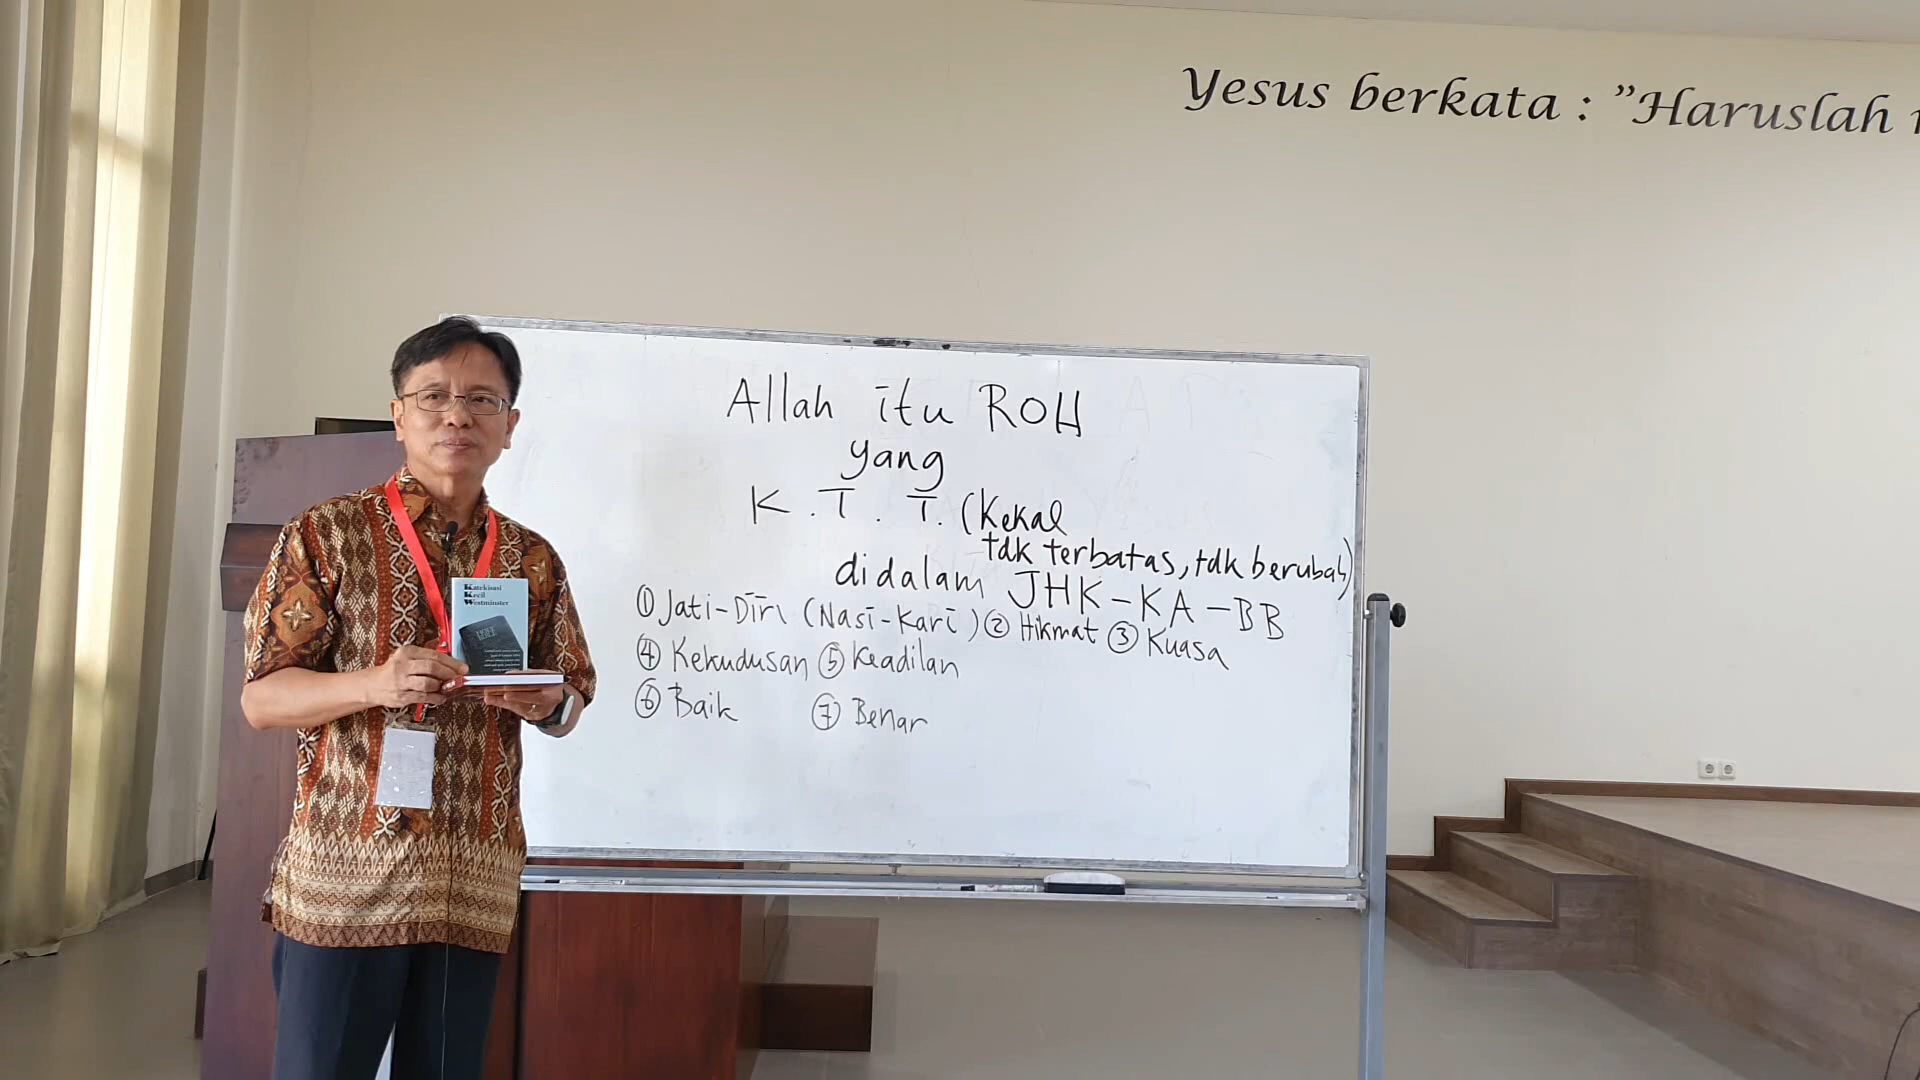 Yesus berkata : "Haruslah
Allah itu ROH
yang
K.T.T. (Kekal
tdk terbatas, tdk berubah)
didalam JHK-KA-BB
① Jati-Diri (Nasi-Kari) ② Hikmat ③ Kuasa
④ Kekudusan ⑤ Keadilan
⑥ Baik ⑦ Benar
Katekisasi
Kecil
Westminster